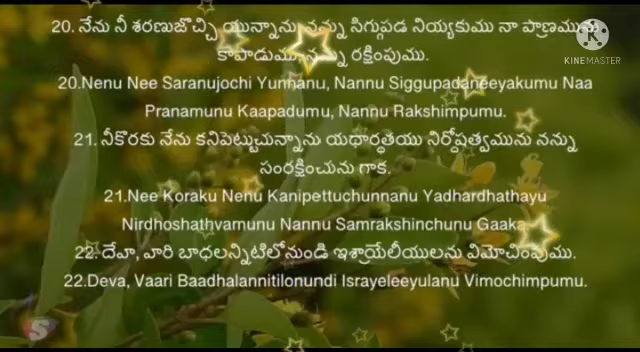 20. నేను నీ శరణుజొచ్చి యున్నాను నన్ను సిగ్గుపడ నియ్యకుము నా ప్రాణమును
కాపాడుము నన్ను రక్షింపుము.
20.Nenu Nee Saranujochi Yunnanu, Nannu Siggupadaneeyakumu Naa
Pranamunu Kaapadumu, Nannu Rakshimpumu.
21. నీకొరకు నేను కనిపెట్టుచున్నాను యథార్థతయు నిర్దోషత్వమును నన్ను
సంరక్షించును గాక.
21.Nee Koraku Nenu Kanipettuchunnanu Yadhardhathayu
Nirdhoshathvamunu Nannu Samrakshinchunu Gaaka.
22. దేవా, వారి బాధలన్నిటిలోనుండి ఇశ్రాయేలీయులను విమోచింపుము.
22.Deva, Vaari Baadhalannitilonundi Israyeleeyulanu Vimochimpumu.
KINEMASTER
S